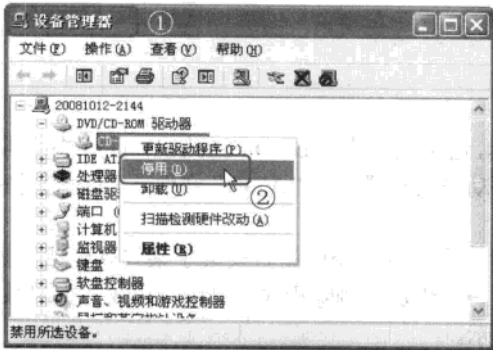 设备管理器 ①
文件(F) 操作(A) 查看(V) 帮助(H)
20081012-2144
DVD/CD-ROM 驱动器
CD-
更新驱动程序(P)...
IDE AT
停用(D)
处理器
②
磁盘驱
卸载(U)
端口 (
扫描检测硬件改动(A)
计算机
监视器
属性(R)
键盘
软盘控制器
声音、视频和游戏控制器
禁用所选设备。